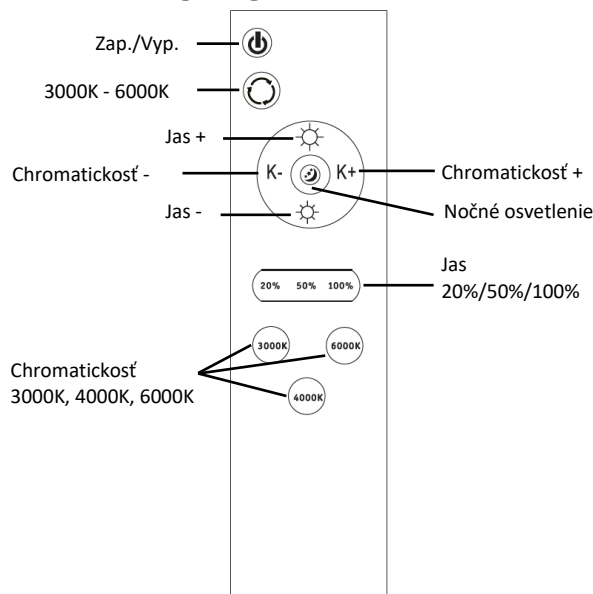 Zap./Vyp.
3000K - 6000K
Jas +
Chromatickosť -
K-
K+
Chromatickosť +
Jas -
Nočné osvetlenie
Jas
20%/50%/100%
20% 50% 100%
3000K
6000K
Chromatickosť
3000K, 4000K, 6000K
4000K